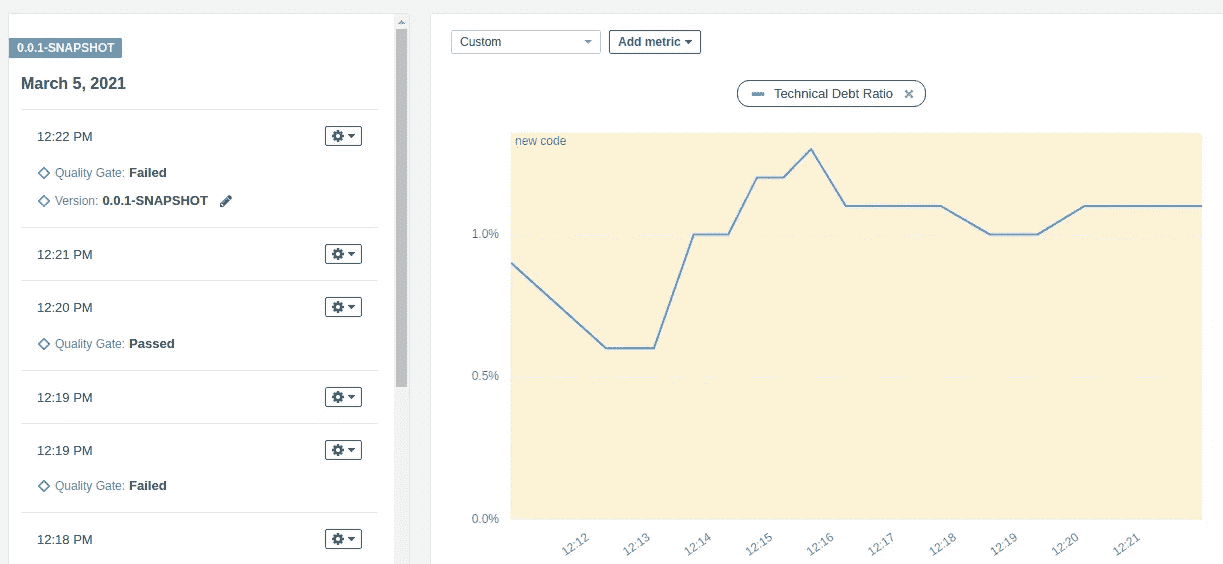 0.0.1-SNAPSHOT
March 5, 2021
12:22 PM
Quality Gate: Failed
Version: 0.0.1-SNAPSHOT
12:21 PM
12:20 PM
Quality Gate: Passed
12:19 PM
12:19 PM
Quality Gate: Failed
12:18 PM
Custom
Add metric
Technical Debt Ratio
new code
1.0%
0.5%
0.0%
12:12 12:13 12:14 12:15 12:16 12:17 12:18 12:19 12:20 12:21